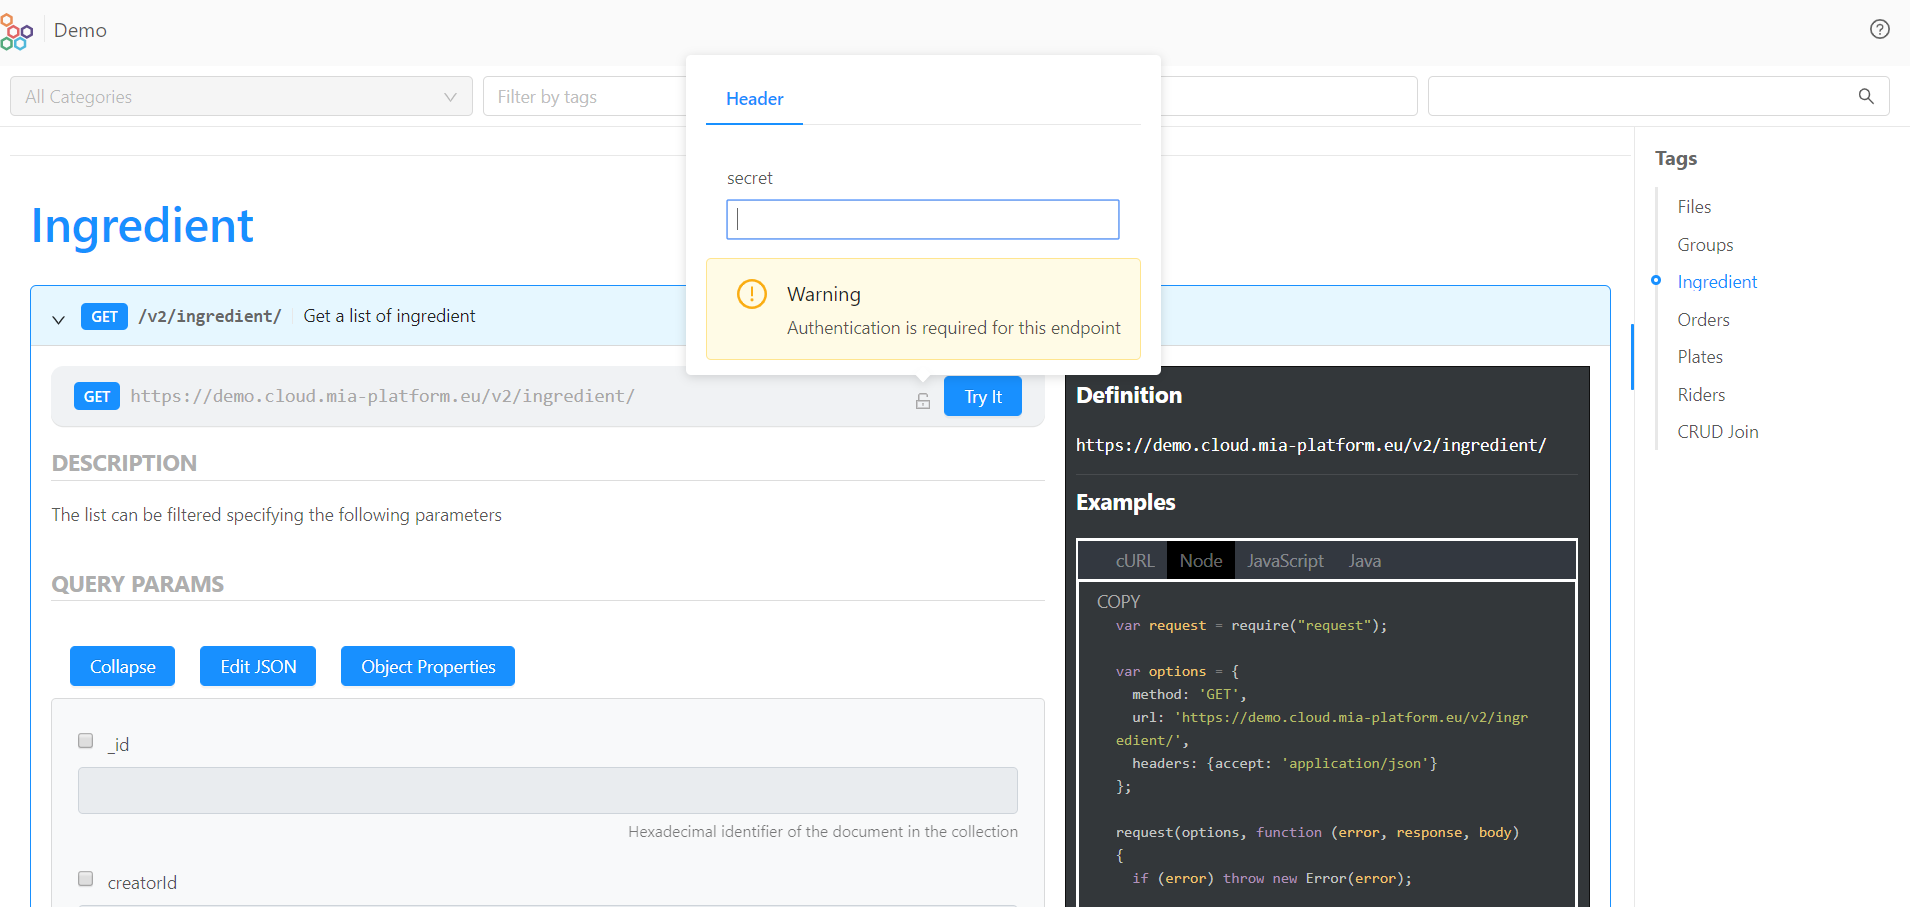 Demo
All Categories
Filter by tags
Header
secret
Warning
Authentication is required for this endpoint
Ingredient
GET /v2/ingredient/ Get a list of ingredient
GET https://demo.cloud.mia-platform.eu/v2/ingredient/
Try It
DESCRIPTION
The list can be filtered specifying the following parameters
QUERY PARAMS
Collapse Edit JSON Object Properties
_id
Hexadecimal identifier of the document in the collection
creatorId
Definition
https://demo.cloud.mia-platform.eu/v2/ingredient/
Examples
cURL Node JavaScript Java
COPY
var request = require("request");
var options = {
method: 'GET',
url: 'https://demo.cloud.mia-platform.eu/v2/ingr
edient/',
headers: {accept: 'application/json'}
};
request(options, function (error, response, body)
{
if (error) throw new Error(error);
Tags
Files
Groups
Ingredient
Orders
Plates
Riders
CRUD Join